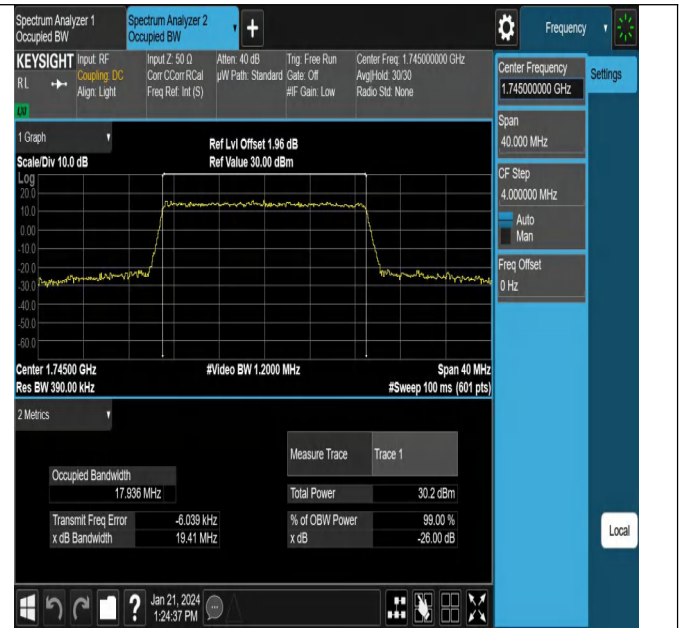 Spectrum Analyzer 1
Occupied BW
Spectrum Analyzer 2
Occupied BW
Frequency
KEYSIGHT
RL
LXI
Input: RF
Coupling: DC
Align: Light
Input Z: 50 Ω
Corr CCorr RCal
Freq Ref: Int (S)
Atten: 40 dB
µW Path: Standard
Trig: Free Run
Gate: Off
#IF Gain: Low
Center Freq: 1.745000000 GHz
Avg|Hold: 30/30
Radio Std: None
Center Frequency
1.745000000 GHz
Settings
Span
40.000 MHz
CF Step
4.000000 MHz
Auto
Man
Freq Offset
0 Hz
Local
1 Graph
Scale/Div 10.0 dB
Ref Lvl Offset 1.96 dB
Ref Value 30.00 dBm
Log
20.0
10.0
0.00
-10.0
-20.0
-30.0
-40.0
-50.0
-60.0
Center 1.74500 GHz
#Video BW 1.2000 MHz
Span 40 MHz
Res BW 390.00 kHz
#Sweep 100 ms (601 pts)
2 Metrics
Measure Trace Trace 1
Occupied Bandwidth
17.936 MHz
Total Power 30.2 dBm
Transmit Freq Error -6.039 kHz
% of OBW Power 99.00 %
x dB Bandwidth 19.41 MHz
x dB -26.00 dB
?
Jan 21, 2024
1:24:37 PM